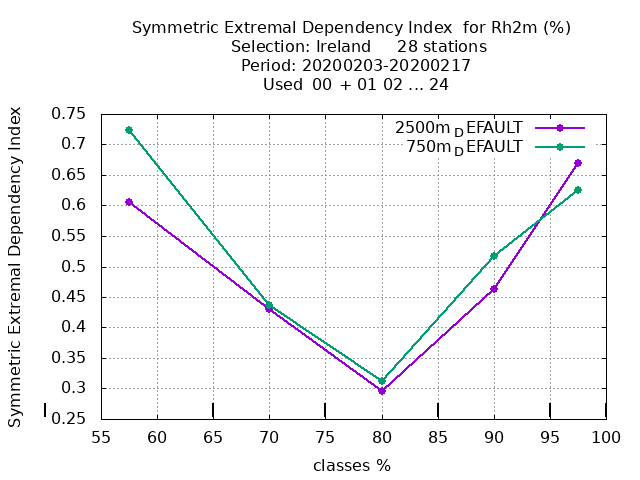 Symmetric Extremal Dependency Index for Rh2m (%)
Selection: Ireland 28 stations
Period: 20200203-20200217
Used 00 + 01 02 ... 24
Symmetric Extremal Dependency Index
0.75
0.7
0.65
0.6
0.55
0.5
0.45
0.4
0.35
0.3
0.25
2500mDEFAULT
750mDEFAULT
55 60 65 70 75 80 85 90 95 100
classes %